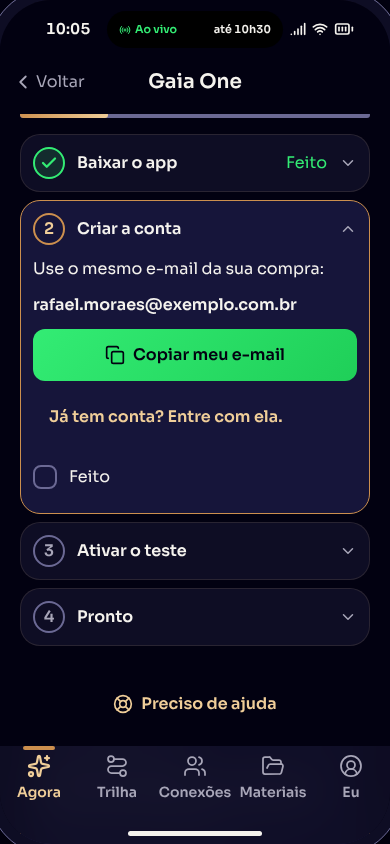 10:05
Ao vivo
até 10h30
Voltar
Gaia One
Baixar o app
Feito
2
Criar a conta
Use o mesmo e-mail da sua compra:
rafael.moraes@exemplo.com.br
Copiar meu e-mail
Já tem conta? Entre com ela.
Feito
3
Ativar o teste
4
Pronto
Preciso de ajuda
Agora
Trilha
Conexões
Materiais
Eu